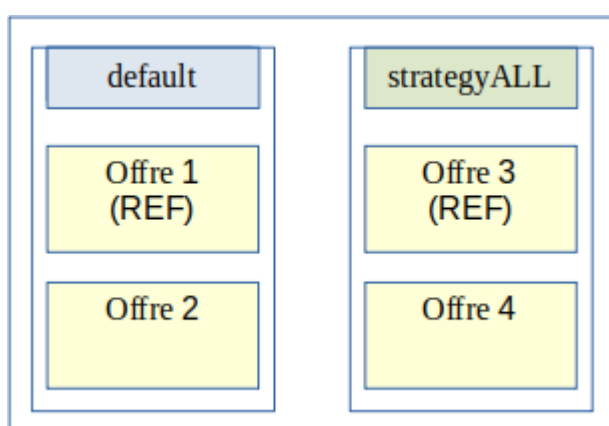 default
Offre 1
(REF)
Offre 2
strategyALL
Offre 3
(REF)
Offre 4